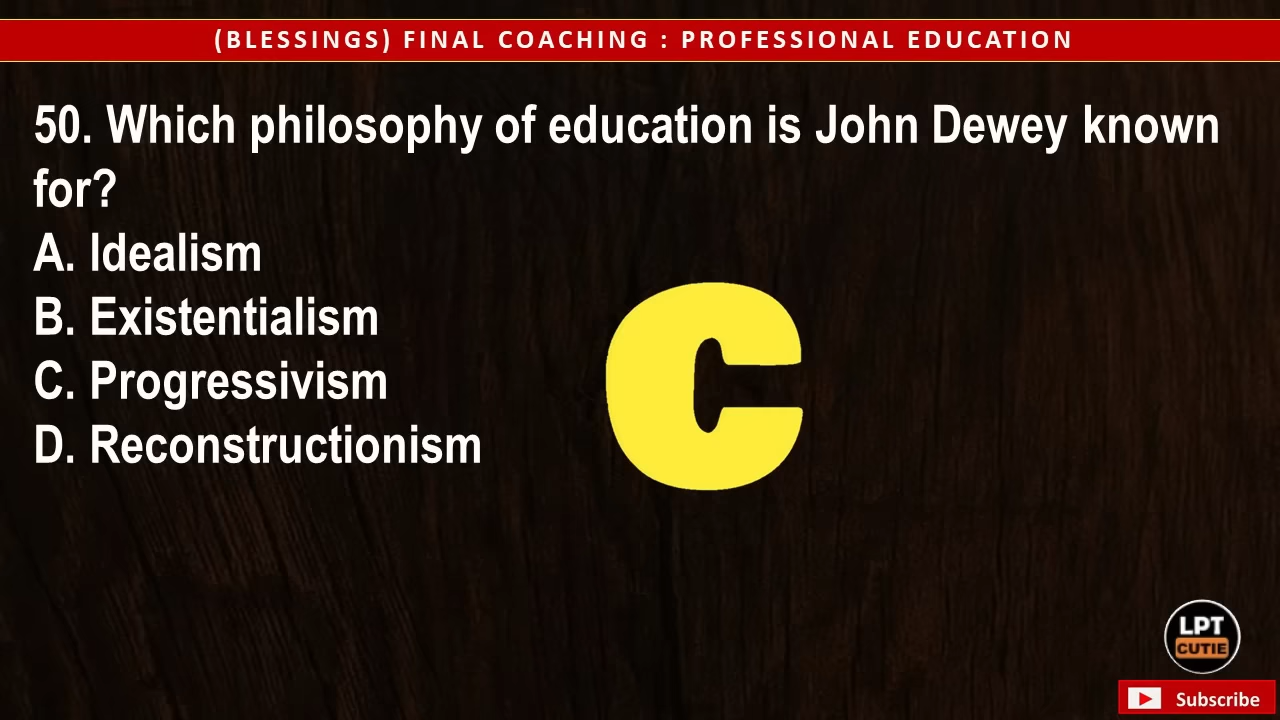 (BLESSINGS) FINAL COACHING : PROFESSIONAL EDUCATION
50. Which philosophy of education is John Dewey known
for?
A. Idealism
B. Existentialism
C. Progressivism
D. Reconstructionism
C
LPT
CUTIE
Subscribe